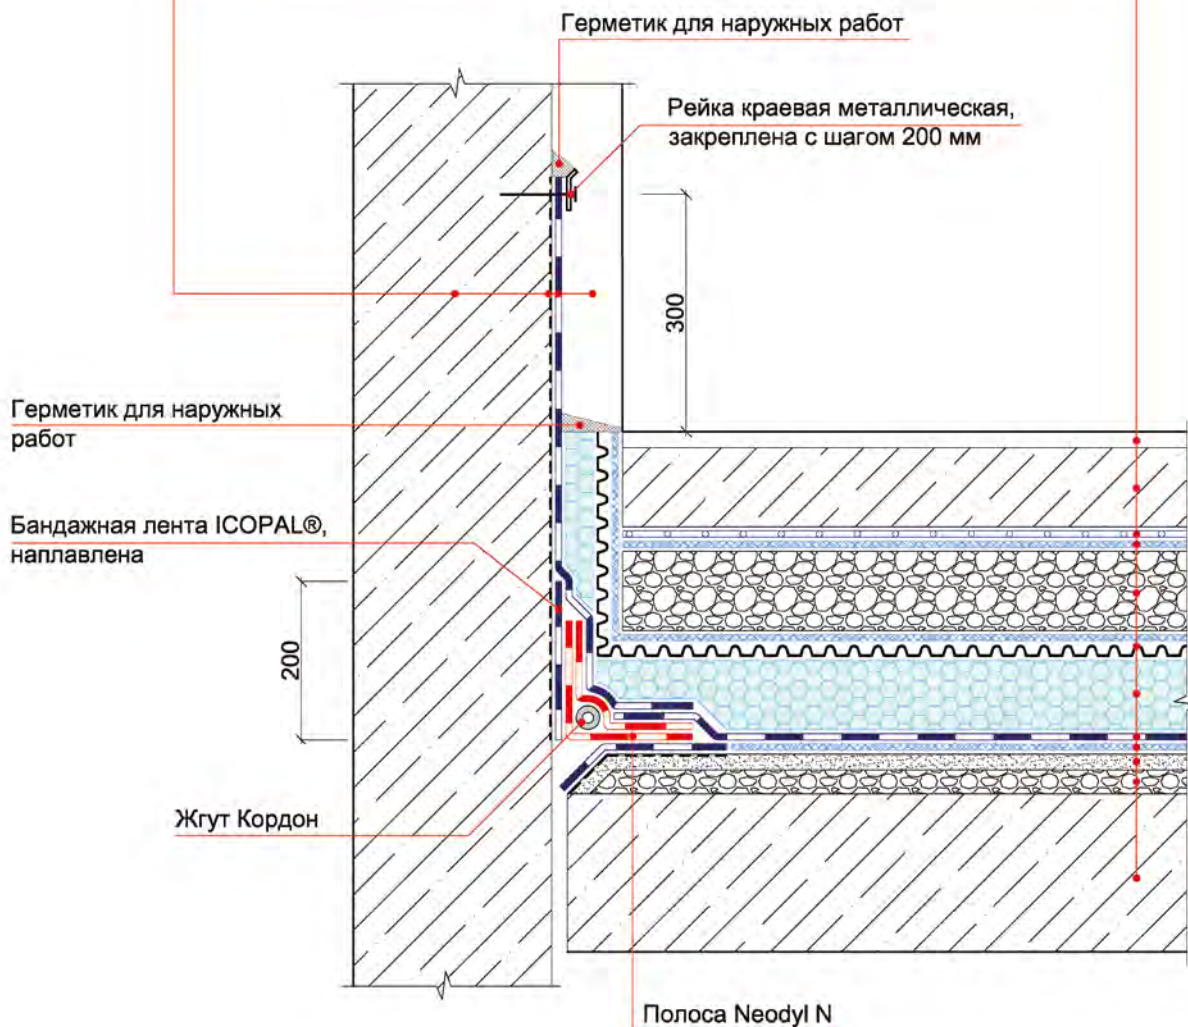 Герметик для наружных работ
Рейка краевая металлическая,
закреплена с шагом 200 мм
300
Герметик для наружных
работ
Бандажная лента ICOPAL®,
наплавлена
200
Жгут Кордон
Полоса Neodyl N